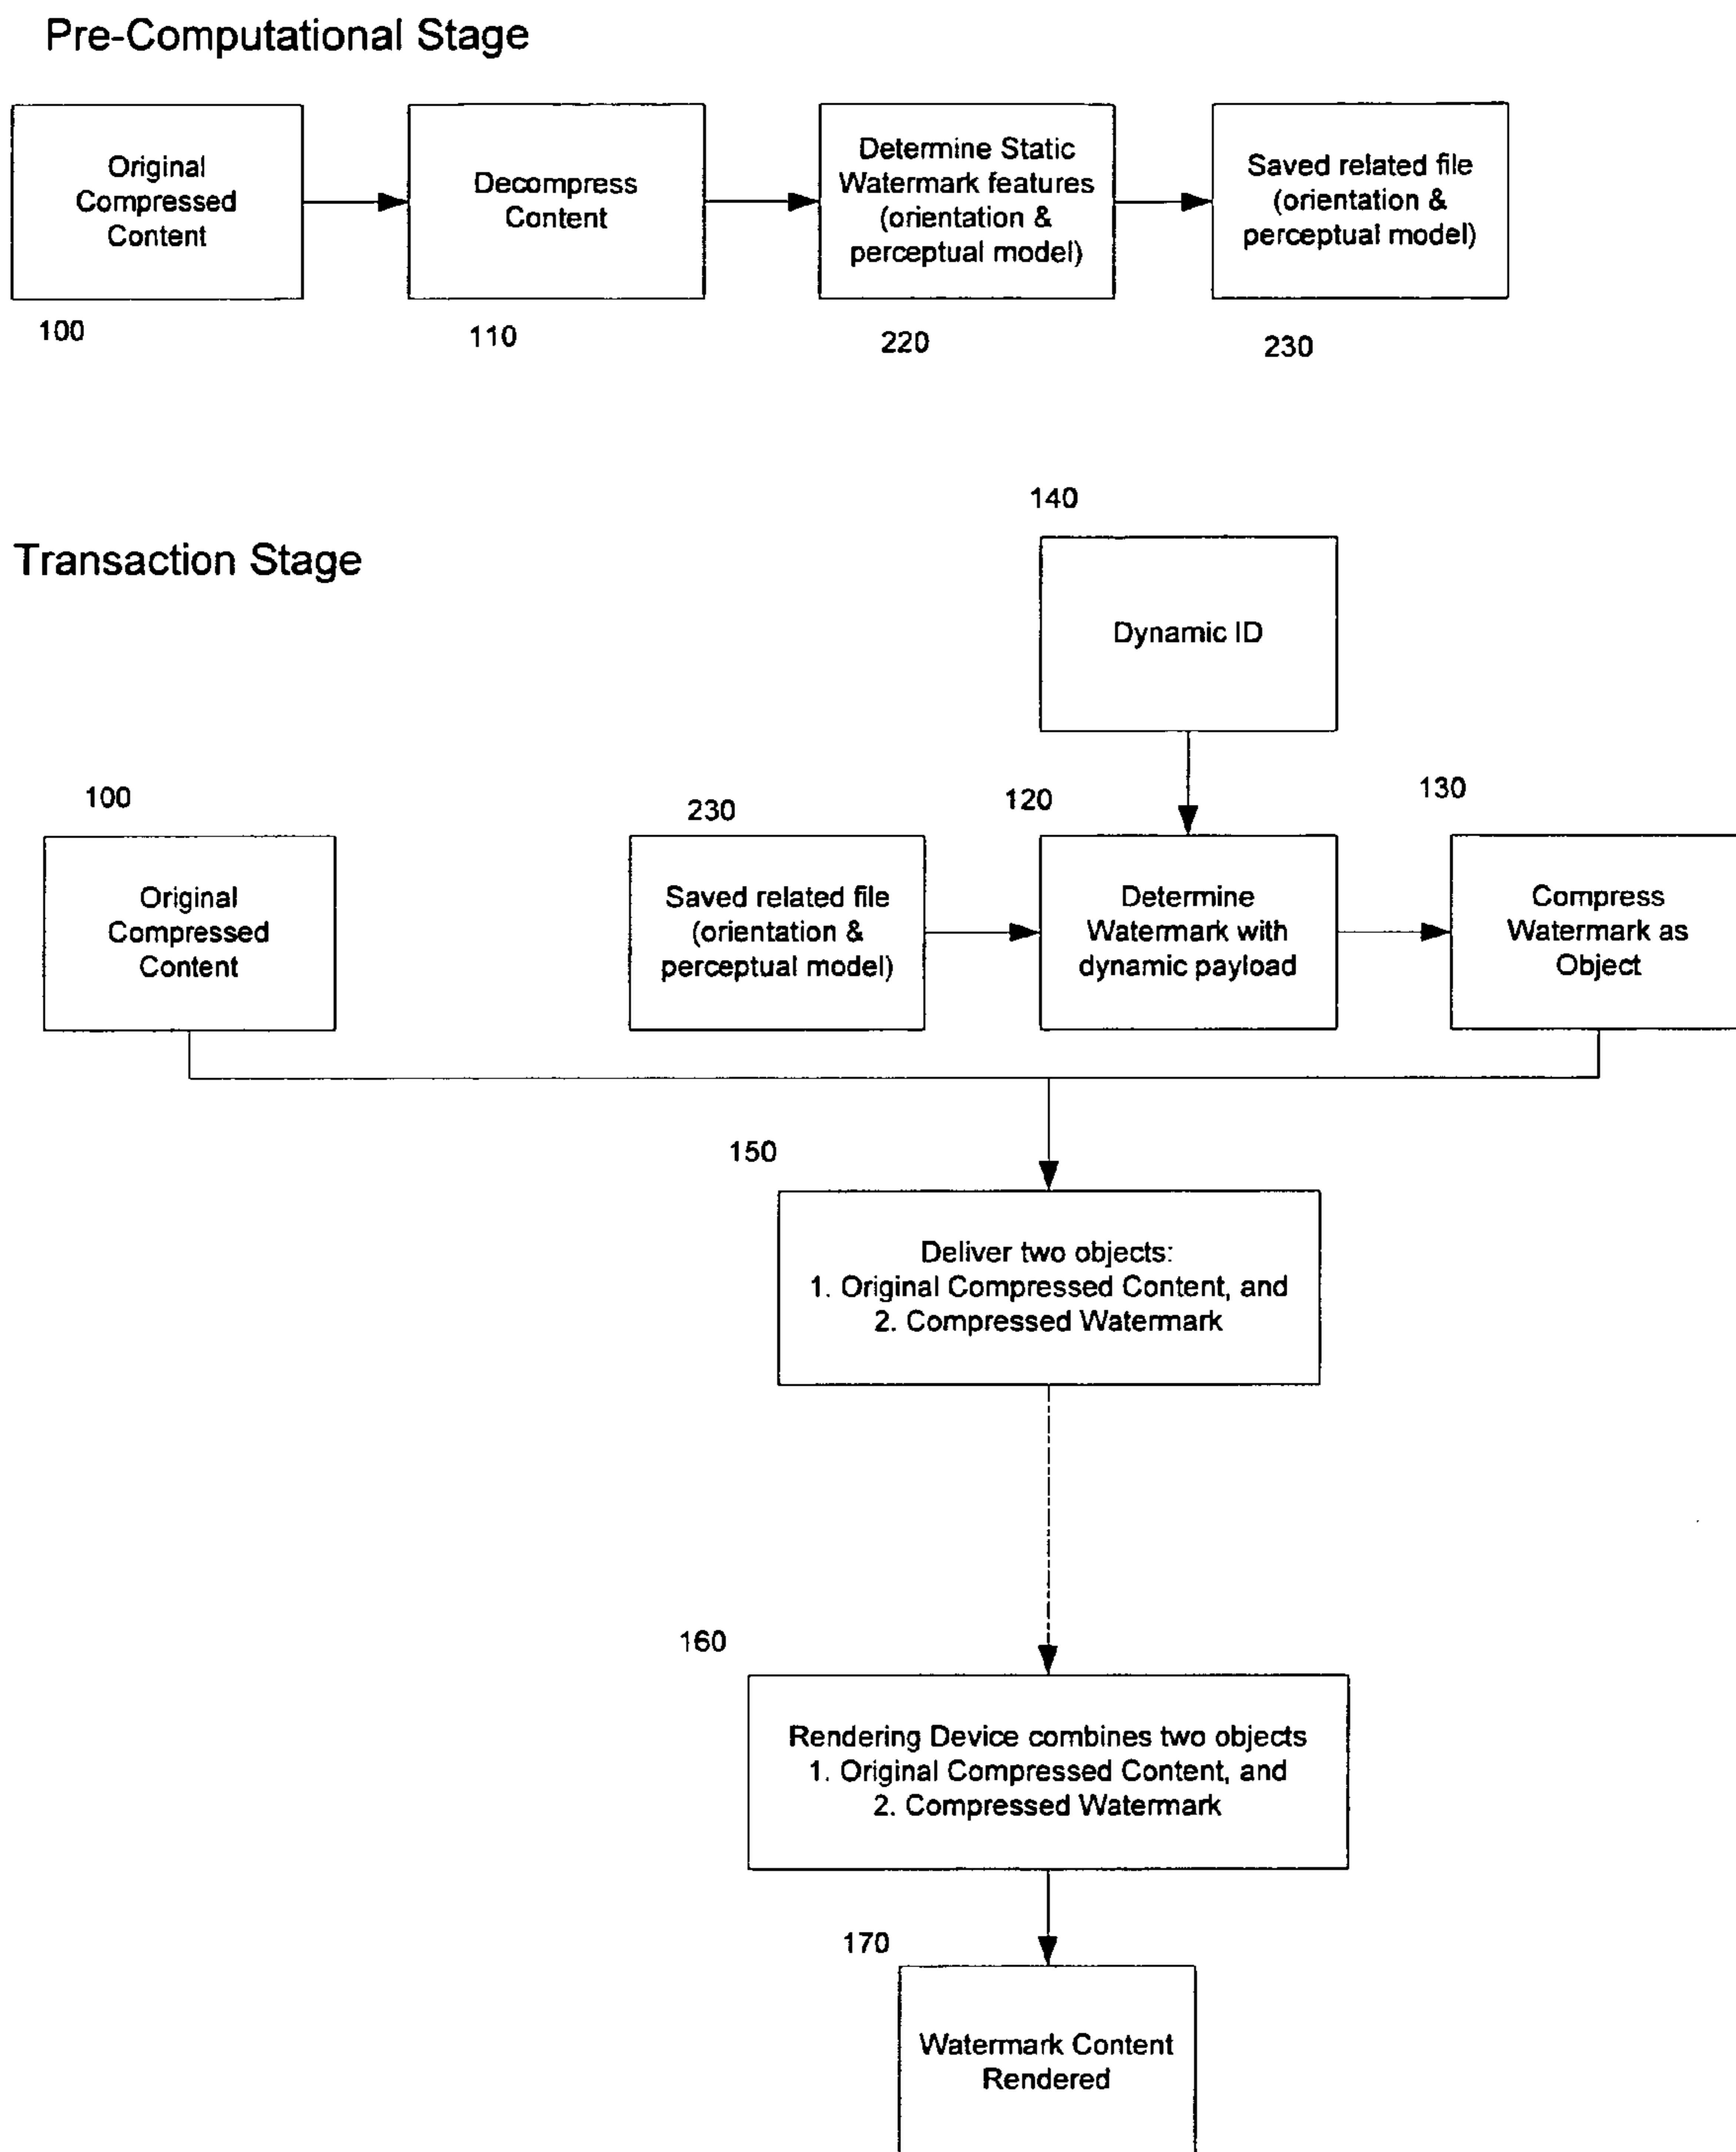 Pre-Computational Stage
Original
Compressed
Content
100
Decompress
Content
110
Determine Static
Watermark features
(orientation &
perceptual model)
220
Saved related file
(orientation &
perceptual model)
230
Transaction Stage
140
Dynamic ID
100
Original
Compressed
Content
230
Saved related file
(orientation &
perceptual model)
120
Determine
Watermark with
dynamic payload
130
Compress
Watermark as
Object
150
Deliver two objects:
1. Original Compressed Content, and
2. Compressed Watermark
160
Rendering Device combines two objects
1. Original Compressed Content, and
2. Compressed Watermark
170
Watermark Content
Rendered